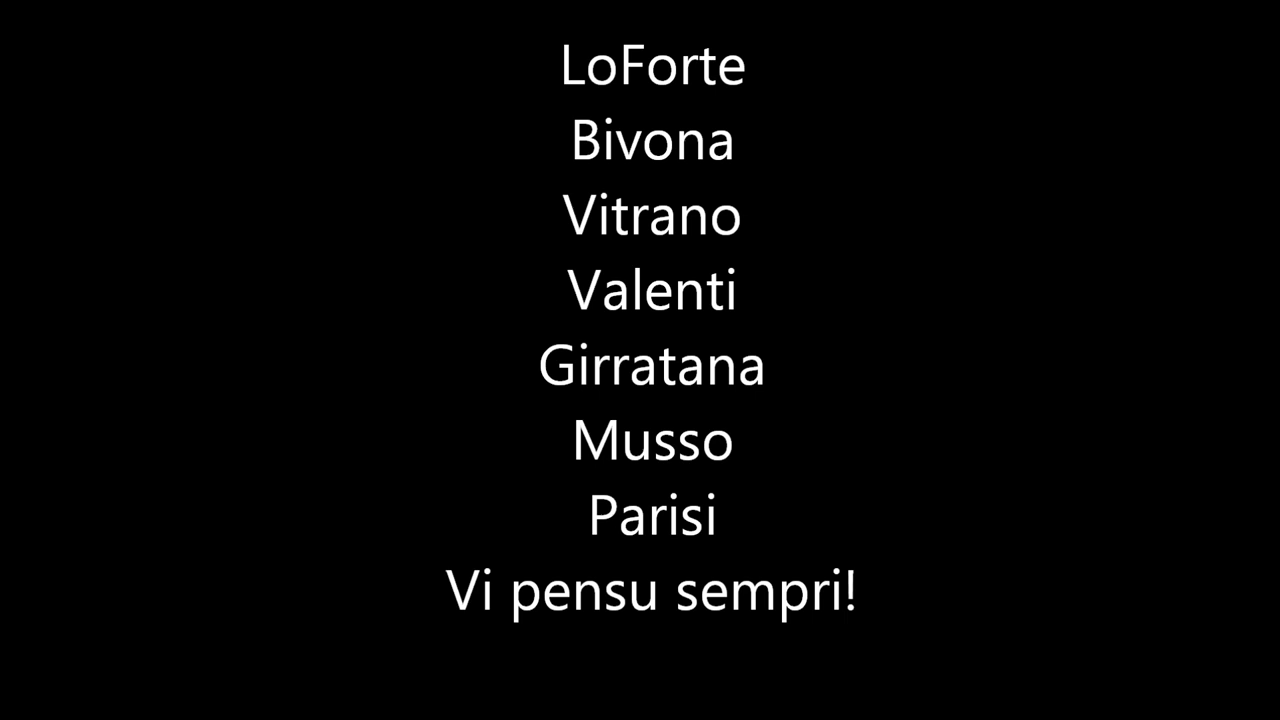 LoForte
Bivona
Vitrano
Valenti
Girratana
Musso
Parisi
Vi pensu sempri!